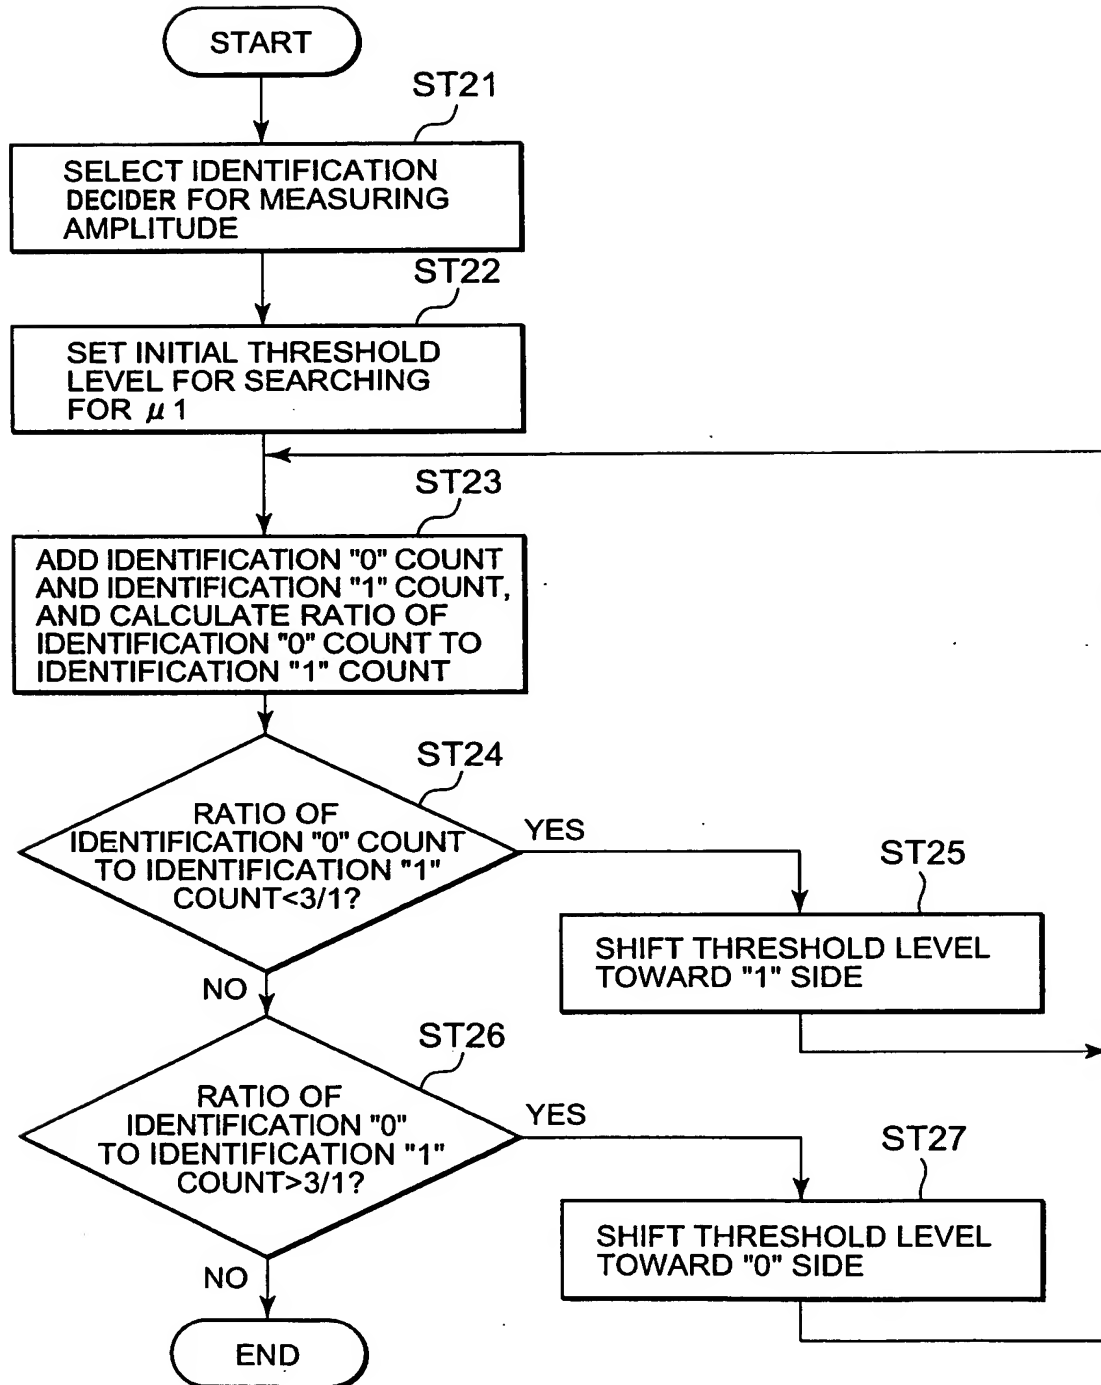 START
ST21
SELECT IDENTIFICATION
DECIDER FOR MEASURING
AMPLITUDE
ST22
SET INITIAL THRESHOLD
LEVEL FOR SEARCHING
FOR μ 1
ST23
ADD IDENTIFICATION "0" COUNT
AND IDENTIFICATION "1" COUNT,
AND CALCULATE RATIO OF
IDENTIFICATION "0" COUNT TO
IDENTIFICATION "1" COUNT
ST24
RATIO OF
IDENTIFICATION "0" COUNT
TO IDENTIFICATION "1"
COUNT<3/1?
YES
ST25
SHIFT THRESHOLD LEVEL
TOWARD "1" SIDE
NO
ST26
RATIO OF
IDENTIFICATION "0"
TO IDENTIFICATION "1"
COUNT>3/1?
YES
ST27
SHIFT THRESHOLD LEVEL
TOWARD "0" SIDE
NO
END